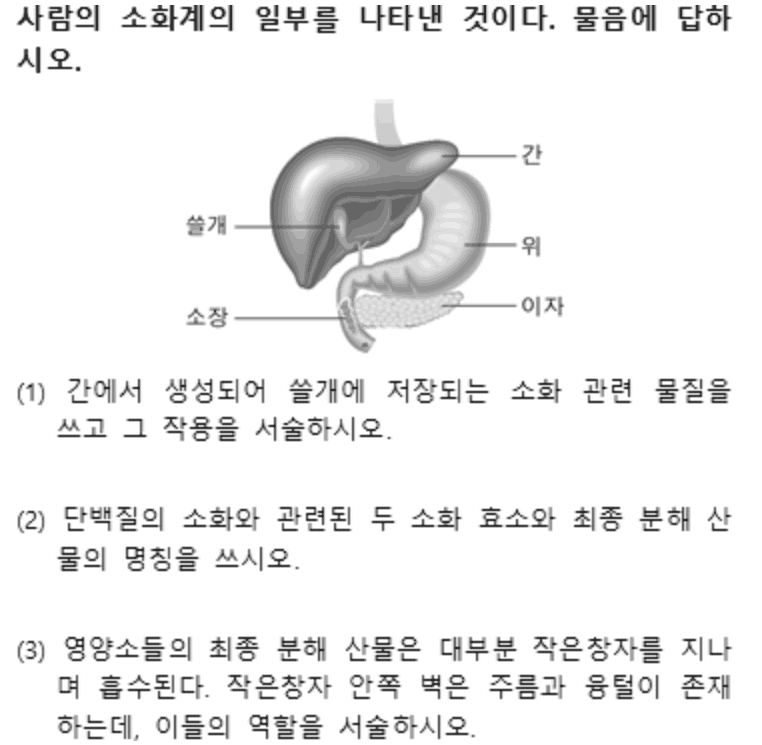 사람의 소화계의 일부를 나타낸 것이다. 물음에 답하
시오.
간
쓸개
위
이자
소장
(1) 간에서 생성되어 쓸개에 저장되는 소화 관련 물질을
쓰고 그 작용을 서술하시오.
(2) 단백질의 소화와 관련된 두 소화 효소와 최종 분해 산
물의 명칭을 쓰시오.
(3) 영양소들의 최종 분해 산물은 대부분 작은창자를 지나
며 흡수된다. 작은창자 안쪽 벽은 주름과 융털이 존재
하는데, 이들의 역할을 서술하시오.